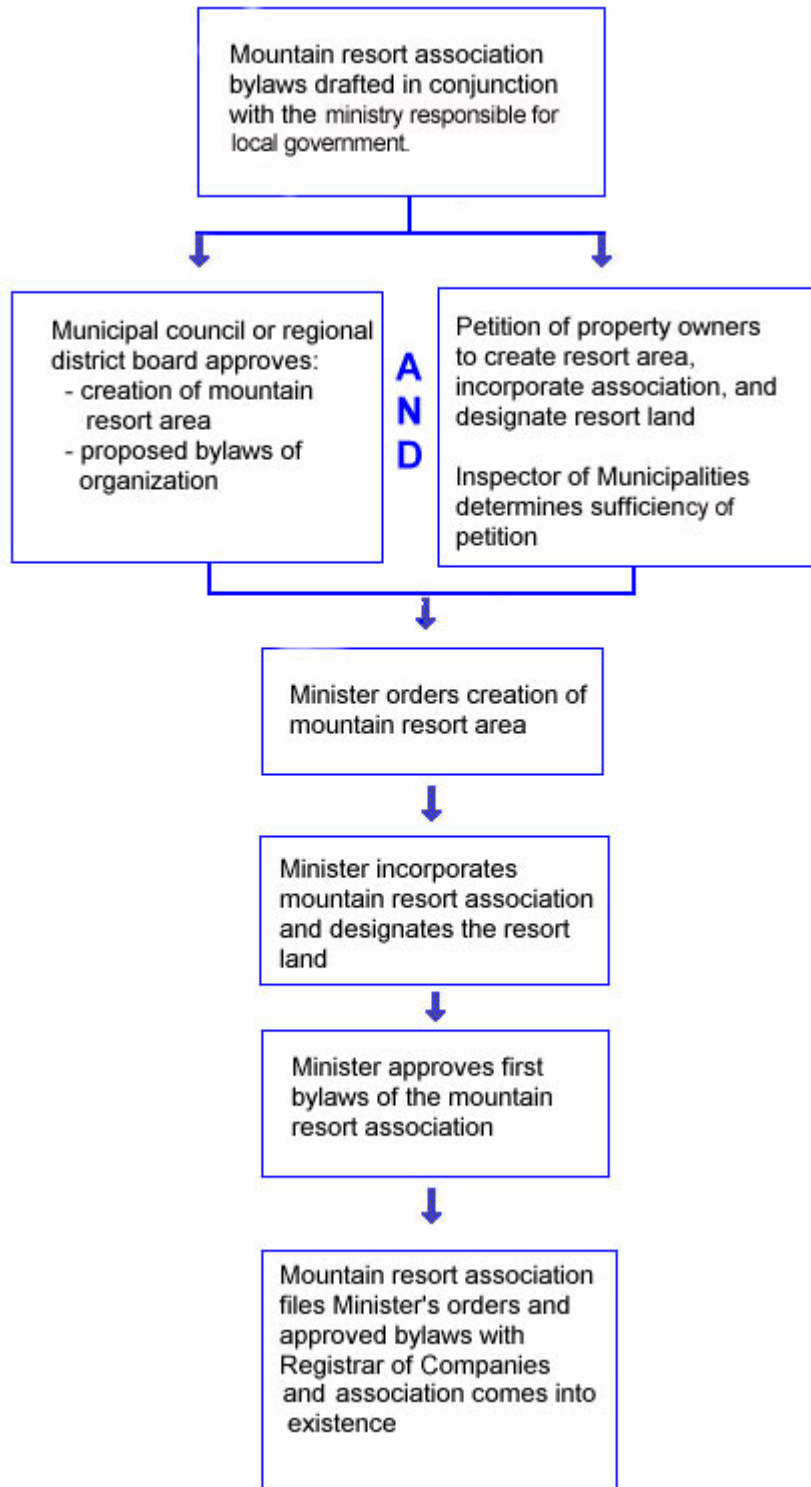 Mountain resort association
bylaws drafted in conjunction
with the ministry responsible for
local government.
Municipal council or regional
district board approves:
- creation of mountain
resort area
- proposed bylaws of
organization
A
N
D
Petition of property owners
to create resort area,
incorporate association, and
designate resort land
Inspector of Municipalities
determines sufficiency of
petition
Minister orders creation of
mountain resort area
Minister incorporates
mountain resort association
and designates the resort
land
Minister approves first
bylaws of the mountain
resort association
Mountain resort association
files Minister's orders and
approved bylaws with
Registrar of Companies
and association comes into
existence